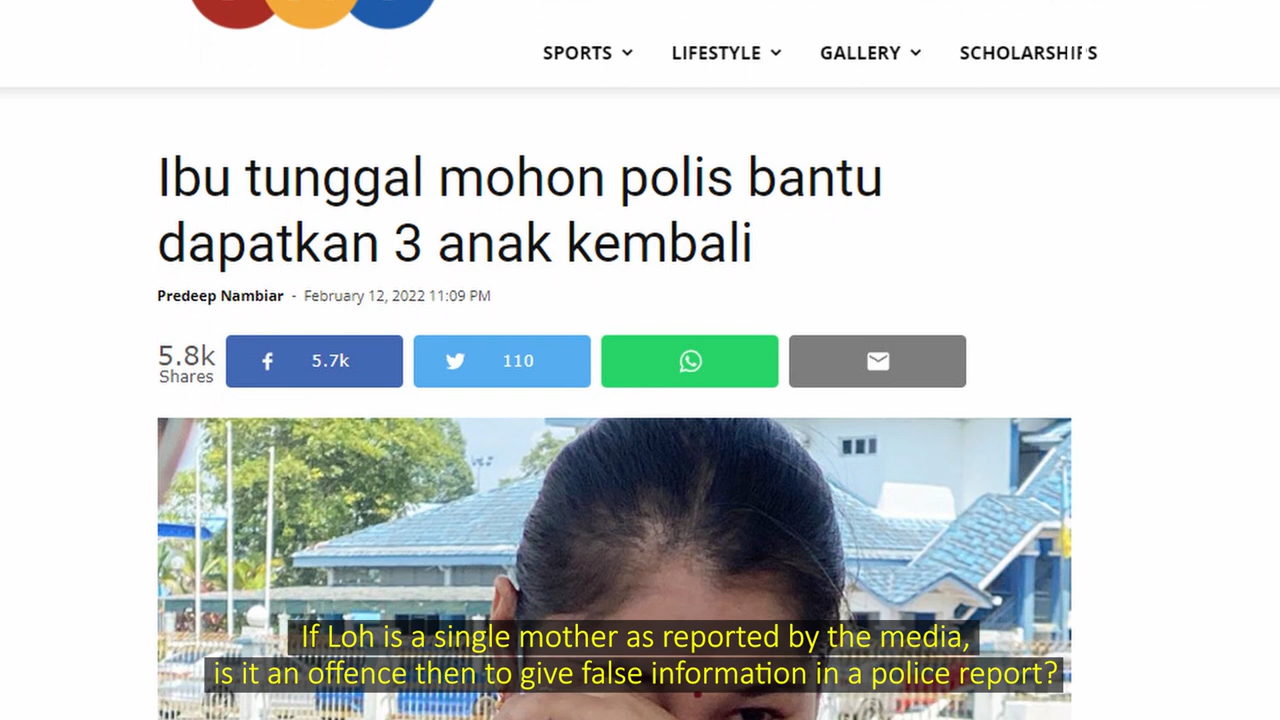 SPORTS LIFESTYLE GALLERY SCHOLARSHIPS
Ibu tunggal mohon polis bantu
dapatkan 3 anak kembali
Predeep Nambiar - February 12, 2022 11:09 PM
5.8k
Shares
5.7k
110
If Loh is a single mother as reported by the media,
is it an offence then to give false information in a police report?